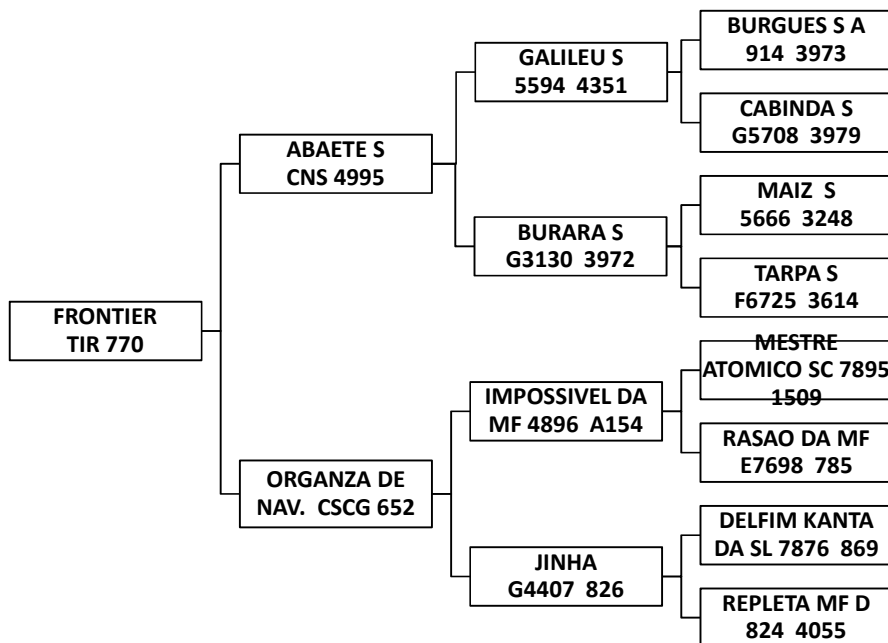 BURGUES S A
914 3973
GALILEU S
5594 4351
CABINDA S
G5708 3979
ABAETE S
CNS 4995
MAIZ S
5666 3248
BURARA S
G3130 3972
TARPA S
F6725 3614
FRONTIER
TIR 770
MESTRE
ATOMICO SC 7895
1509
IMPOSSIVEL DA
MF 4896 A154
RASAO DA MF
E7698 785
ORGANZA DE
NAV. CSCG 652
DELFIM KANTA
DA SL 7876 869
JINHA
G4407 826
REPLETA MF D
824 4055